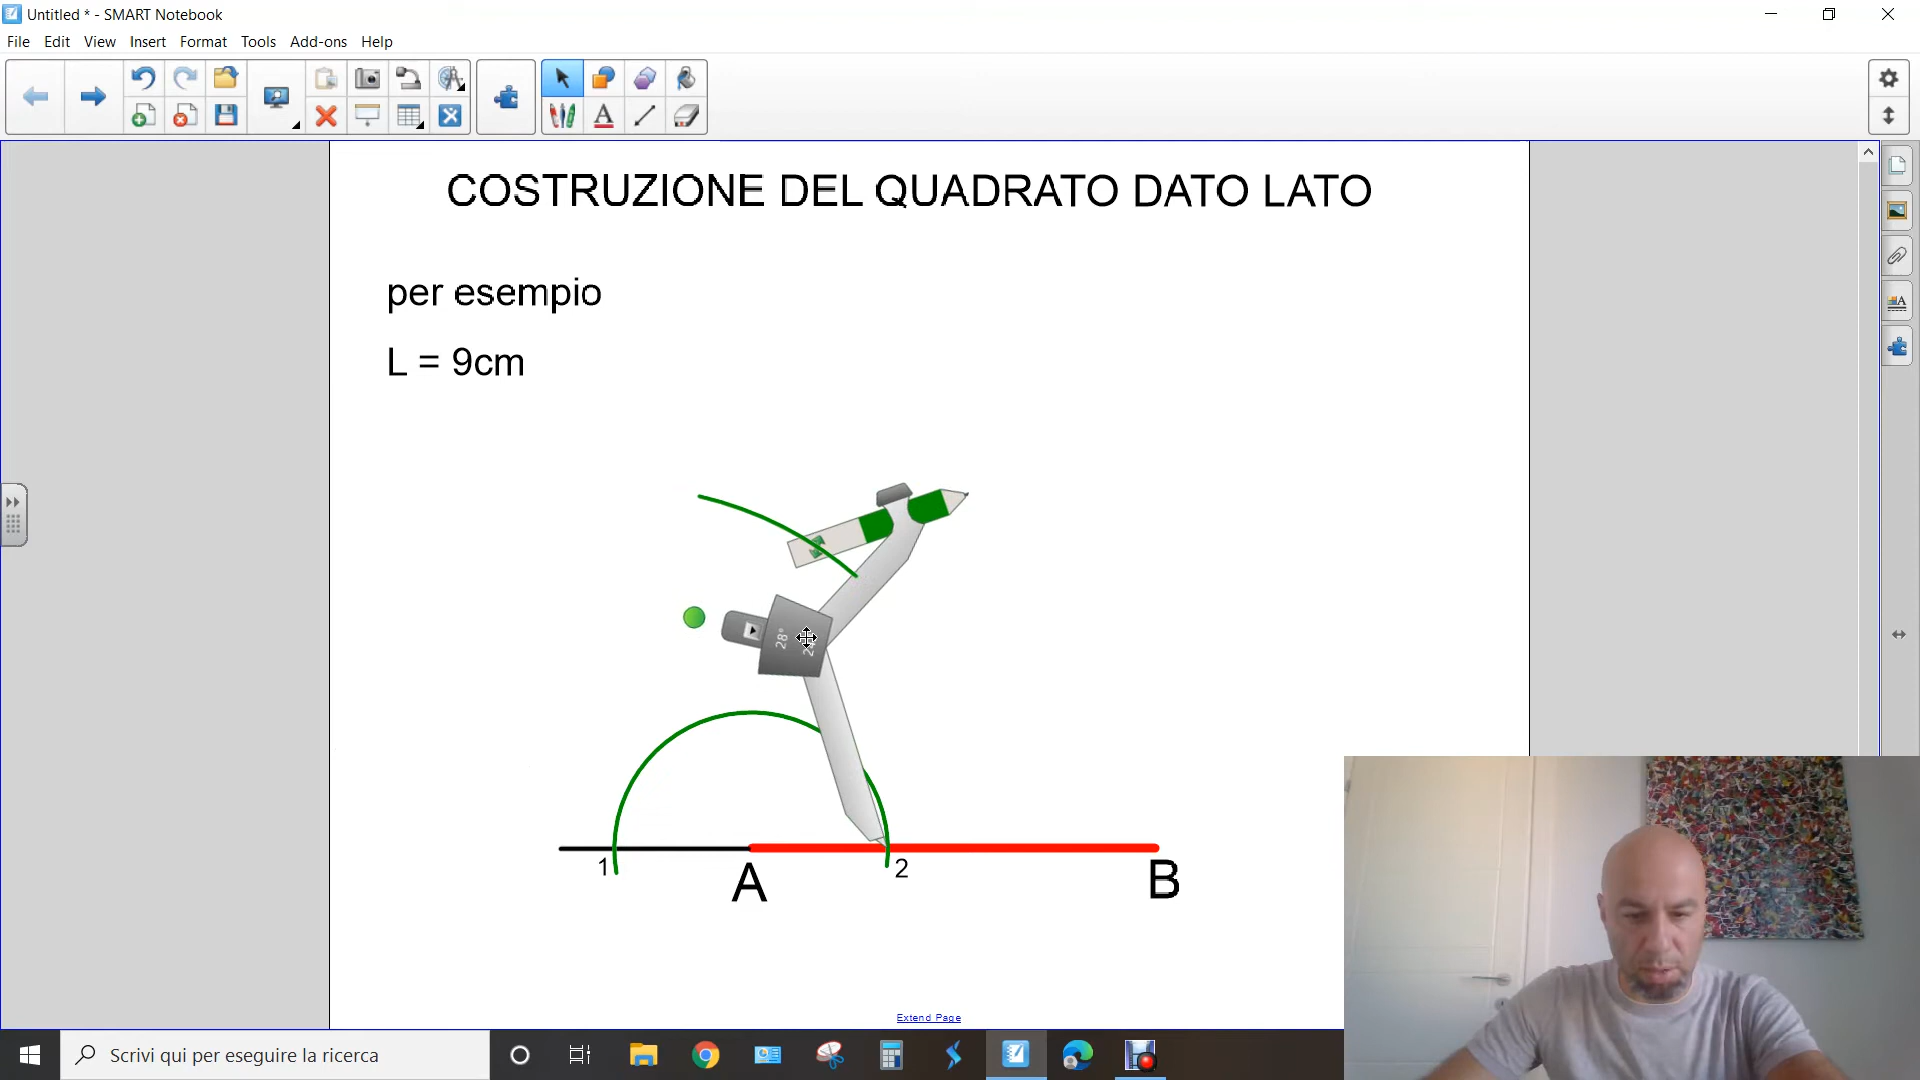 Untitled * - SMART Notebook
File Edit View Insert Format Tools Add-ons Help
COSTRUZIONE DEL QUADRATO DATO LATO
per esempio
L = 9cm
28°
1
A
2
B
Extend Page
Scrivi qui per eseguire la ricerca